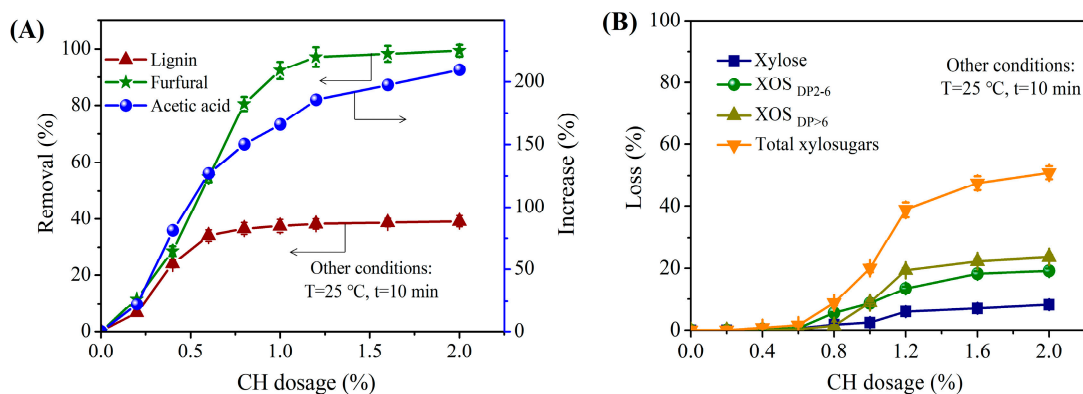 (A)
Removal (%)
100
80
60
40
20
0
Lignin
Furfural
Acetic acid
Other conditions:
T=25 ℃, t=10 min
200
150
100
50
0
Increase (%)
0.0 0.5 1.0 1.5 2.0
CH dosage (%)
(B)
Loss (%)
100
80
60
40
20
0
Xylose
XOS DP2-6
XOS DP>6
Total xylosugars
Other conditions:
T=25 ℃, t=10 min
0.0 0.4 0.8 1.2 1.6 2.0
CH dosage (%)